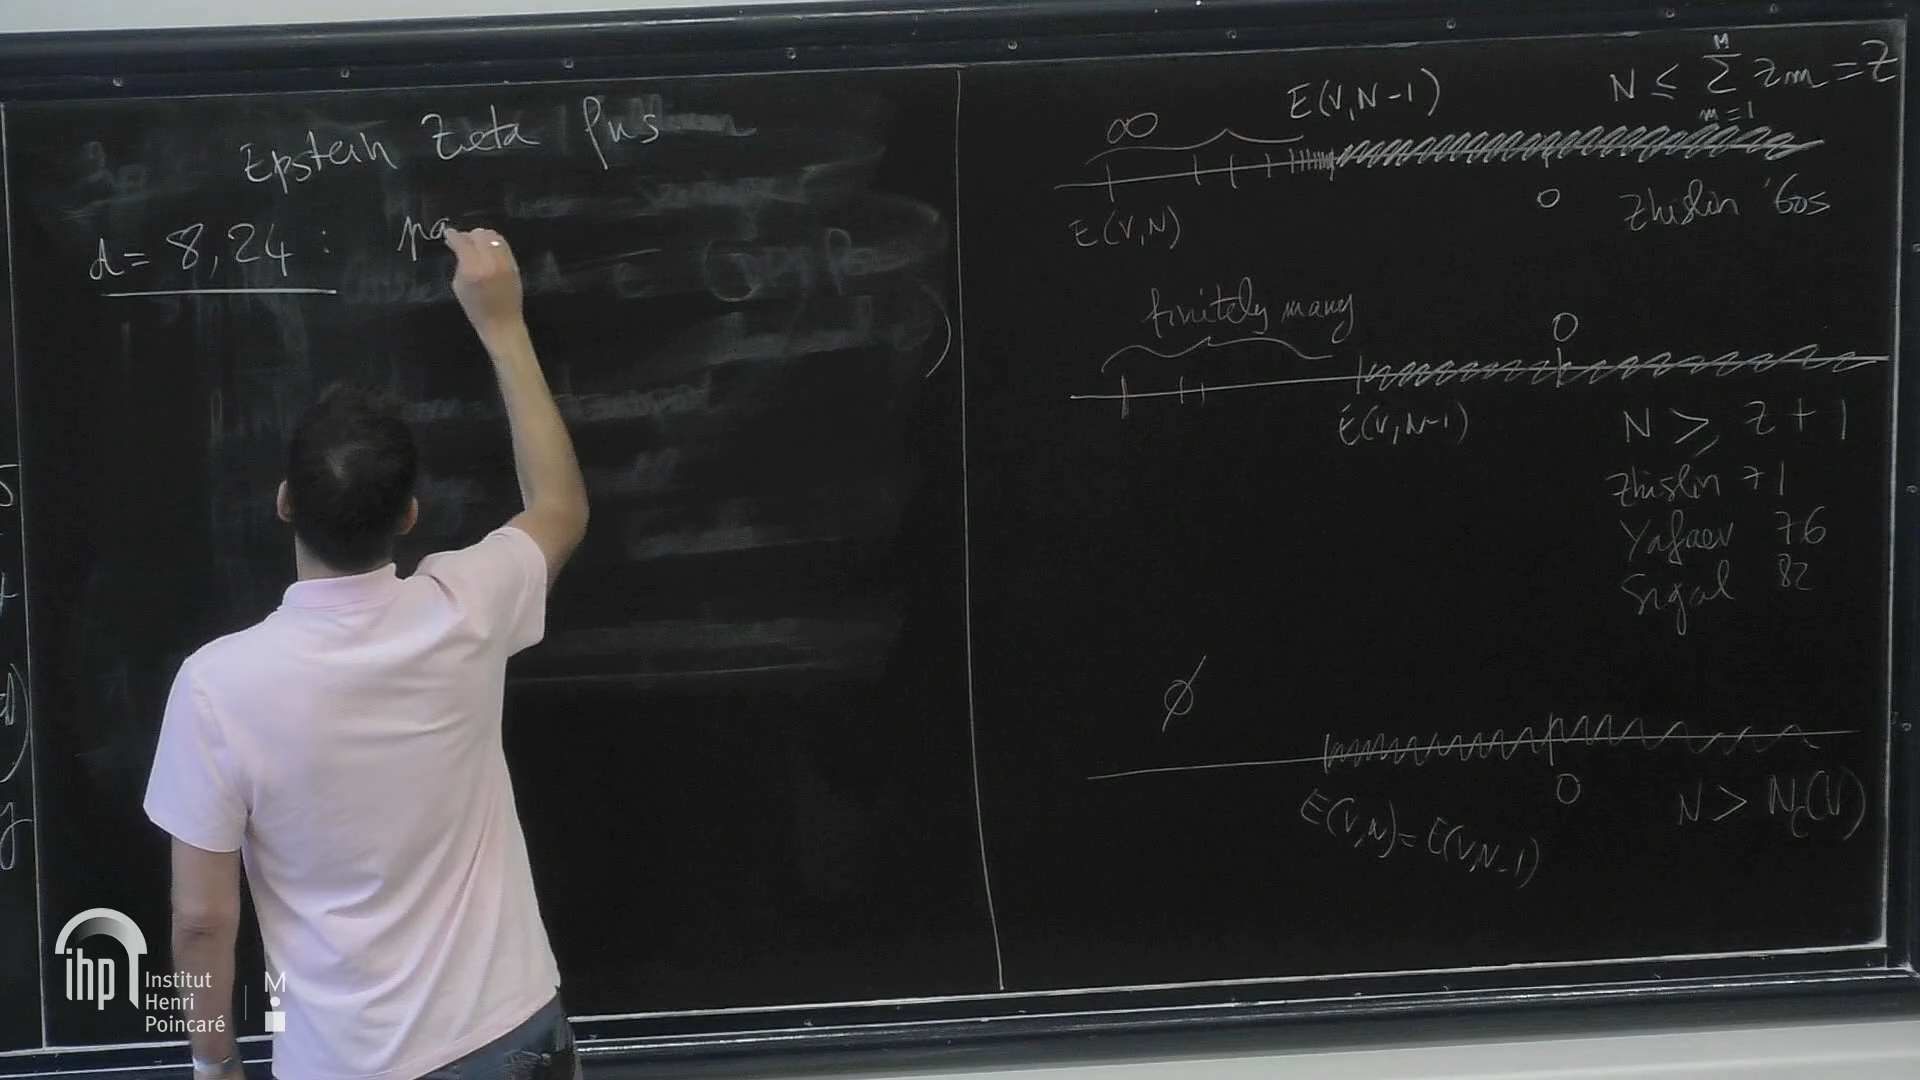 Epstein Zeta fns
d = 8, 24 : pa
E(V, N-1)
N ≤ \sum_{m=1}^{M} z_m = Z
∞
E(V, N)
0
Zhislin '60s
finitely many
0
E(V, N-1)
N ≥ Z + 1
Zhislin 71
Yafaev 76
Sigal 82
∅
0
E(V,N) = E(V,N-1)
N > N_c(V)
ihp Institut
Henri
Poincaré
M